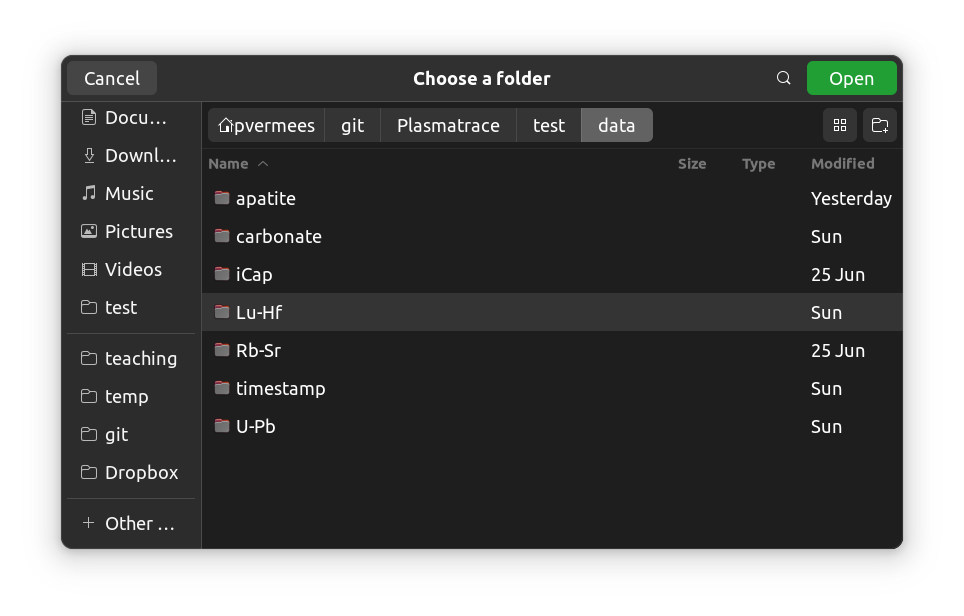 Cancel Choose a folder Open
Docu...
Downl...
Music
Pictures
Videos
test
teaching
temp
git
Dropbox
Other ...
pvermees git Plasmatrace test data
Name Size Type Modified
apatite Yesterday
carbonate Sun
iCap 25 Jun
Lu-Hf Sun
Rb-Sr 25 Jun
timestamp Sun
U-Pb Sun